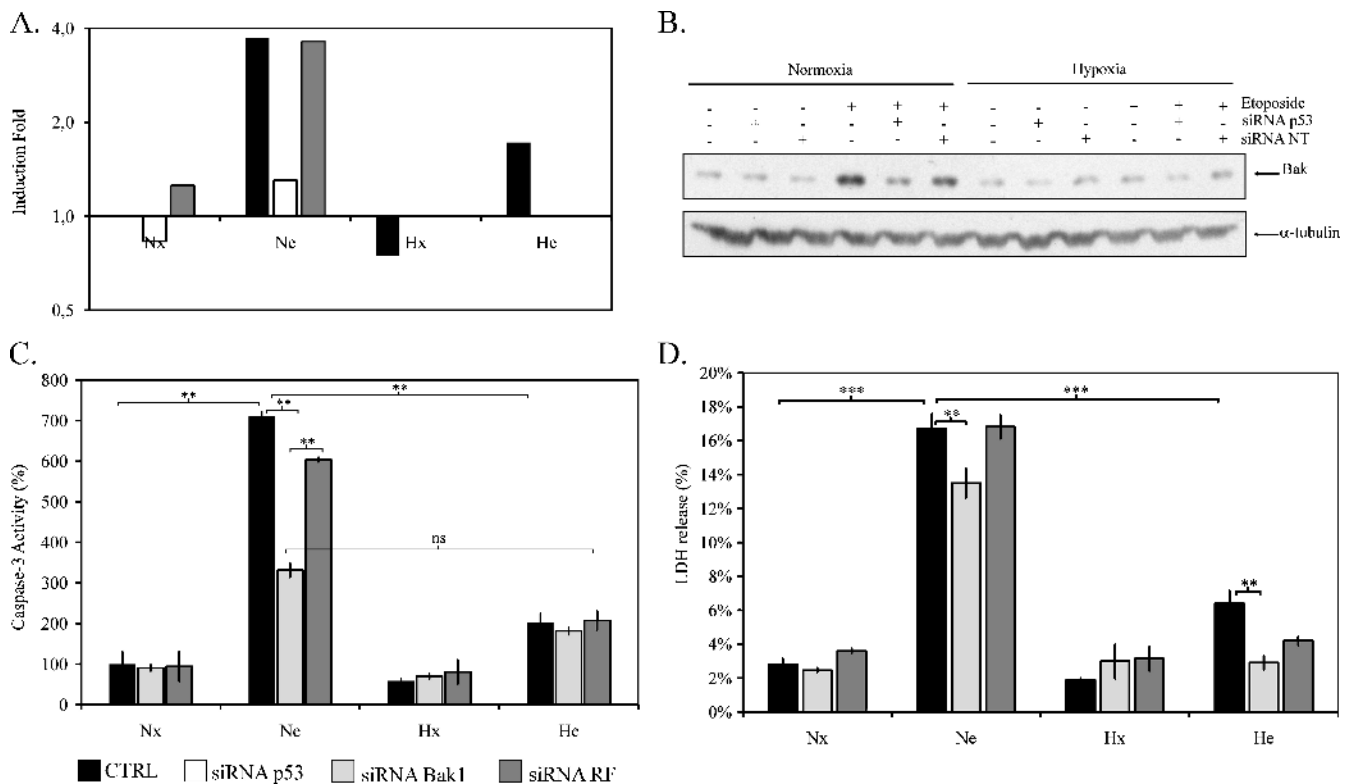 A.
4,0
2,0
1,0
0,5
Induction Fold
Nx
Ne
Hx
He
B.
Normoxia
Hypoxia
- - - + + + - - - - + + Etoposide
- + - - + - - + - - + - siRNA p53
- - + - - + - - + - - + siRNA NT
Bak
α-tubulin
C.
800
700
600
500
400
300
200
100
0
Caspase-3 Activity (%)
**
**
**
**
ns
Nx
Ne
Hx
He
D.
20%
18%
16%
14%
12%
10%
8%
6%
4%
2%
0%
LDH release (%)
***
**
***
**
Nx
Ne
Hx
He
CTRL
siRNA p53
siRNA Bak1
siRNA RF